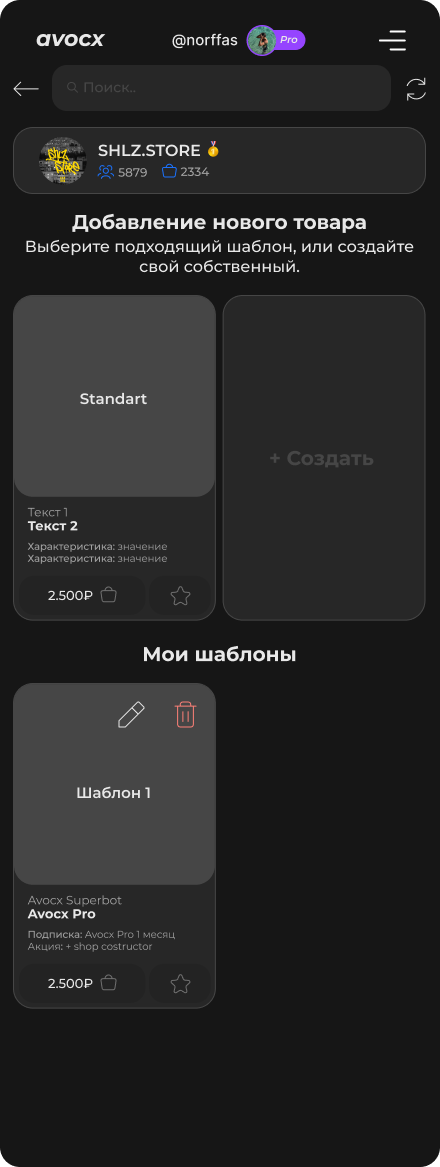 avocx
@norffas
Pro
Поиск..
SHLZ.STORE
5879
2334
Добавление нового товара
Выберите подходящий шаблон, или создайте
свой собственный.
Standart
+ Создать
Текст 1
Текст 2
Характеристика: значение
Характеристика: значение
2.500₽
Мои шаблоны
Шаблон 1
Avocx Superbot
Avocx Pro
Подписка: Avocx Pro 1 месяц
Акция: + shop costructor
2.500₽